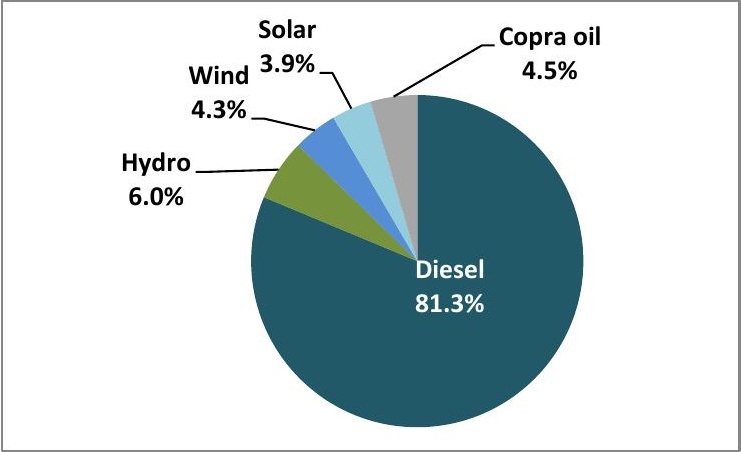 Solar
3.9%
Copra oil
4.5%
Wind
4.3%
Hydro
6.0%
Diesel
81.3%